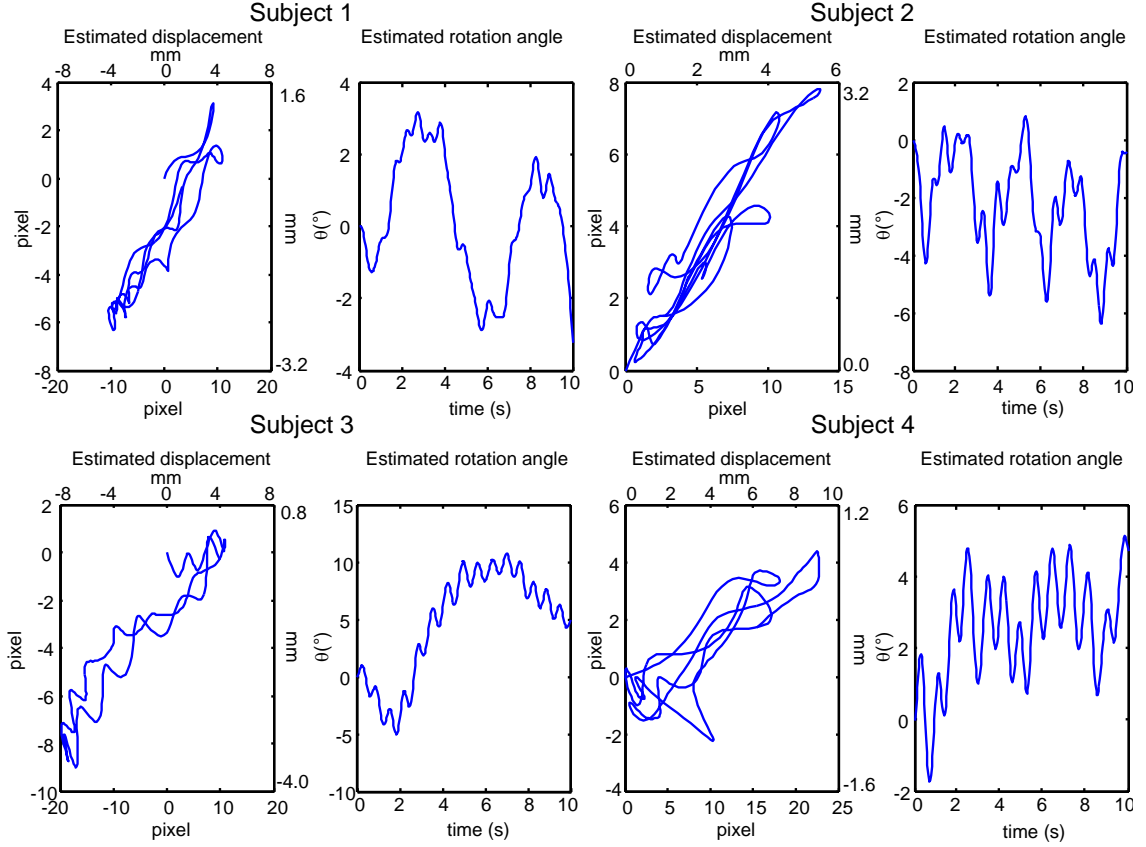 Subject 1
Subject 2
Estimated displacement
Estimated rotation angle
Estimated displacement
Estimated rotation angle
mm
mm
-8 -4 0 4 8
0 2 4 6
4
2
0
-2
-4
-6
-8
pixel
1.6
mm
-3.2
-20 -10 0 10 20
pixel
4
2
0
-2
-4
θ(°)
0 2 4 6 8 10
time (s)
8
6
4
2
0
pixel
3.2
mm
0.0
0 5 10 15
pixel
2
0
-2
-4
-6
-8
θ(°)
0 2 4 6 8 10
time (s)
Subject 3
Subject 4
Estimated displacement
Estimated rotation angle
Estimated displacement
Estimated rotation angle
mm
mm
-8 -4 0 4 8
0 2 4 6 8 10
2
0
-2
-4
-6
-8
-10
pixel
0.8
mm
-4.0
-20 -10 0 10 20
pixel
15
10
5
0
-5
-10
θ(°)
0 2 4 6 8 10
time (s)
6
4
2
0
-2
-4
pixel
1.2
mm
-1.6
0 5 10 15 20 25
pixel
6
4
2
0
-2
θ(°)
0 2 4 6 8 10
time (s)